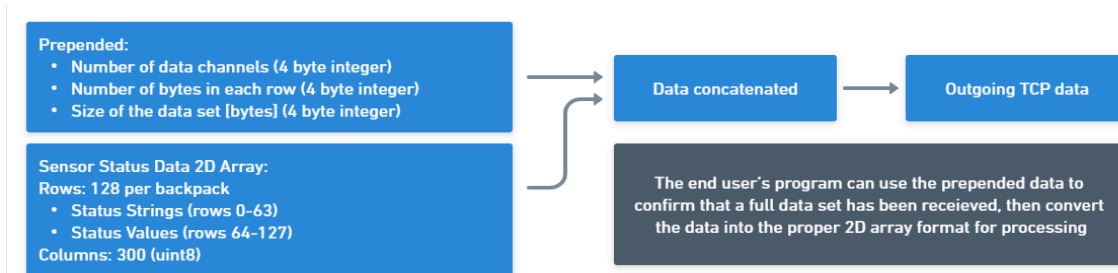 Prepended:
• Number of data channels (4 byte integer)
• Number of bytes in each row (4 byte integer)
• Size of the data set [bytes] (4 byte integer)
Data concatenated
Outgoing TCP data
Sensor Status Data 2D Array:
Rows: 128 per backpack
• Status Strings (rows 0-63)
• Status Values (rows 64-127)
Columns: 300 (uint8)
The end user's program can use the prepended data to
confirm that a full data set has been receieved, then convert
the data into the proper 2D array format for processing